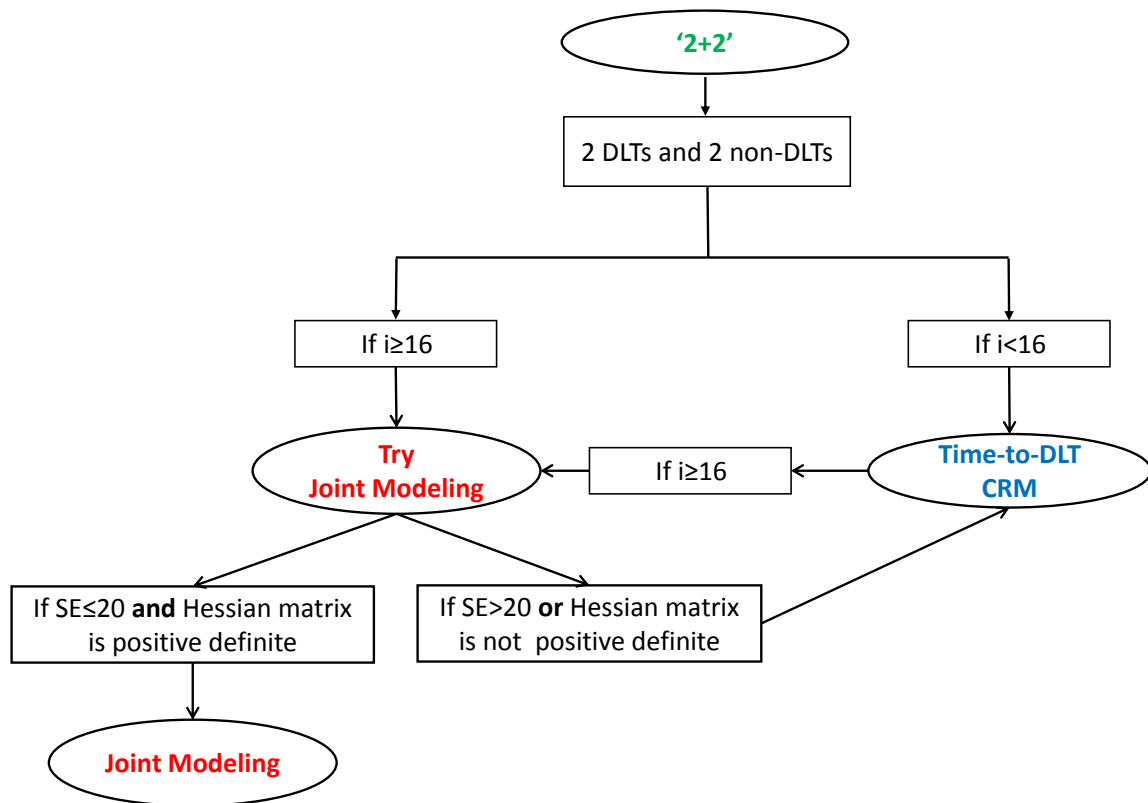 ‘2+2’
2 DLTs and 2 non-DLTs
If i≥16
If i<16
Try
Joint Modeling
If i≥16
Time-to-DLT
CRM
If SE≤20 and Hessian matrix
is positive definite
If SE>20 or Hessian matrix
is not positive definite
Joint Modeling